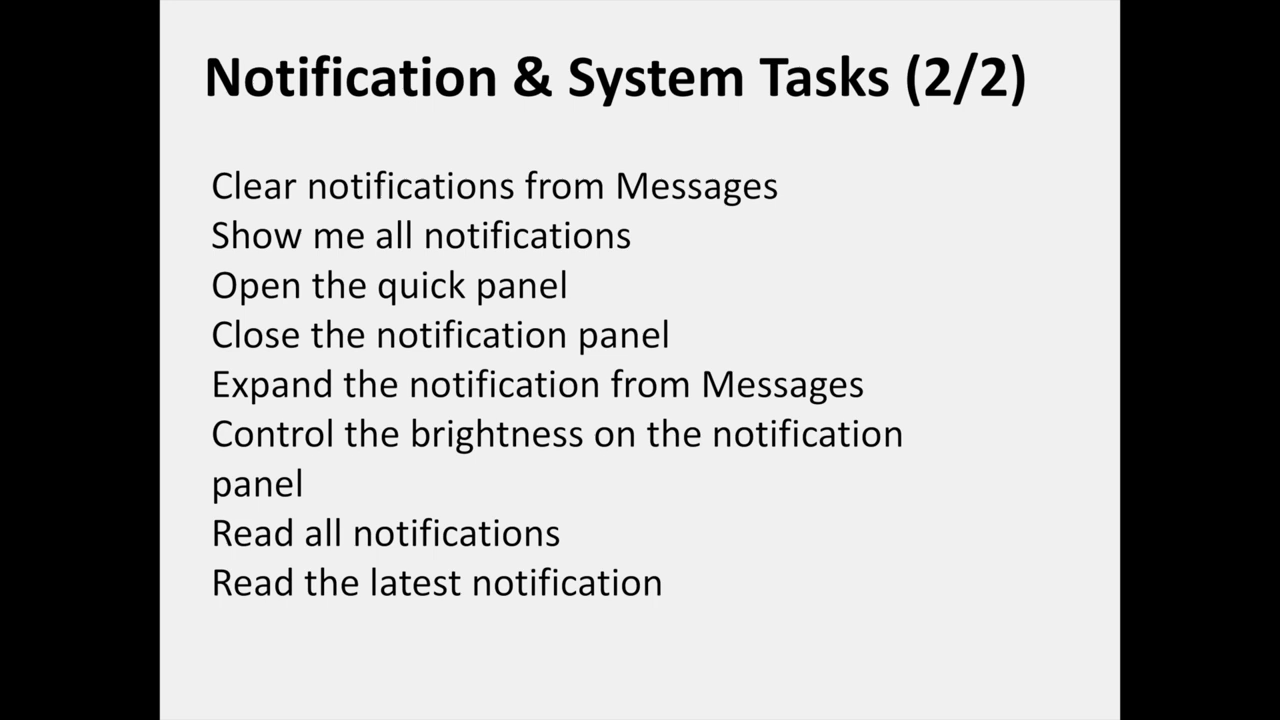 Notification & System Tasks (2/2)
Clear notifications from Messages
Show me all notifications
Open the quick panel
Close the notification panel
Expand the notification from Messages
Control the brightness on the notification
panel
Read all notifications
Read the latest notification